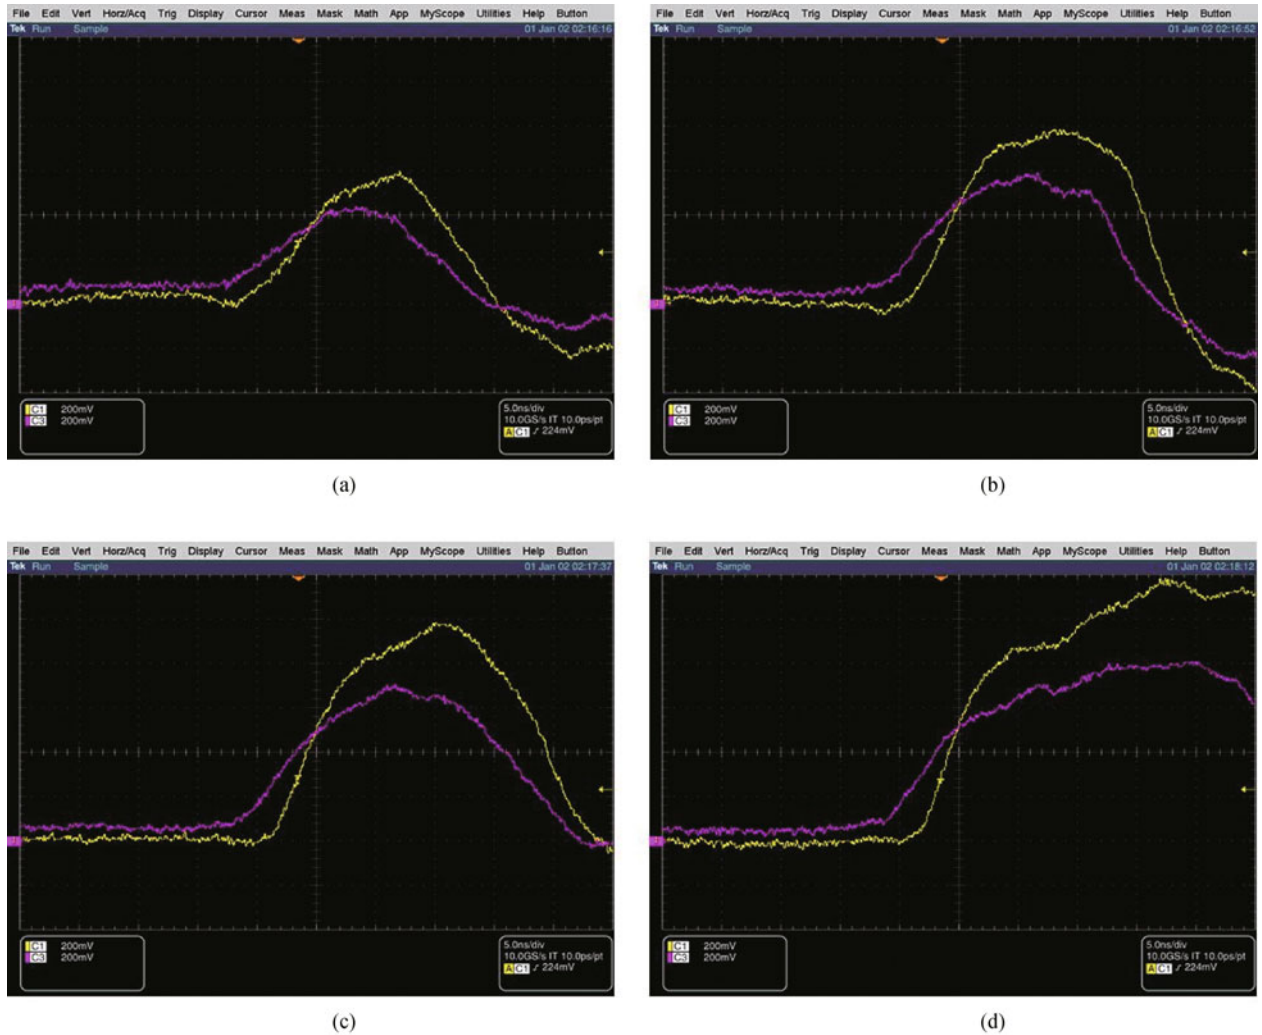 File Edit Vert Horz/Acq Trig Display Cursor Meas Mask Math App MyScope Utilities Help Button
Tek Run Sample 01 Jan 02 02:16:16
C1 200mV
C3 200mV
5.0ns/div
10.0GS/s IT 10.0ps/pt
A C1 ∕ 224mV
(a)
File Edit Vert Horz/Acq Trig Display Cursor Meas Mask Math App MyScope Utilities Help Button
Tek Run Sample 01 Jan 02 02:16:52
C1 200mV
C3 200mV
5.0ns/div
10.0GS/s IT 10.0ps/pt
A C1 ∕ 224mV
(b)
File Edit Vert Horz/Acq Trig Display Cursor Meas Mask Math App MyScope Utilities Help Button
Tek Run Sample 01 Jan 02 02:17:37
C1 200mV
C3 200mV
5.0ns/div
10.0GS/s IT 10.0ps/pt
A C1 ∕ 224mV
(c)
File Edit Vert Horz/Acq Trig Display Cursor Meas Mask Math App MyScope Utilities Help Button
Tek Run Sample 01 Jan 02 02:18:12
C1 200mV
C3 200mV
5.0ns/div
10.0GS/s IT 10.0ps/pt
A C1 ∕ 224mV
(d)